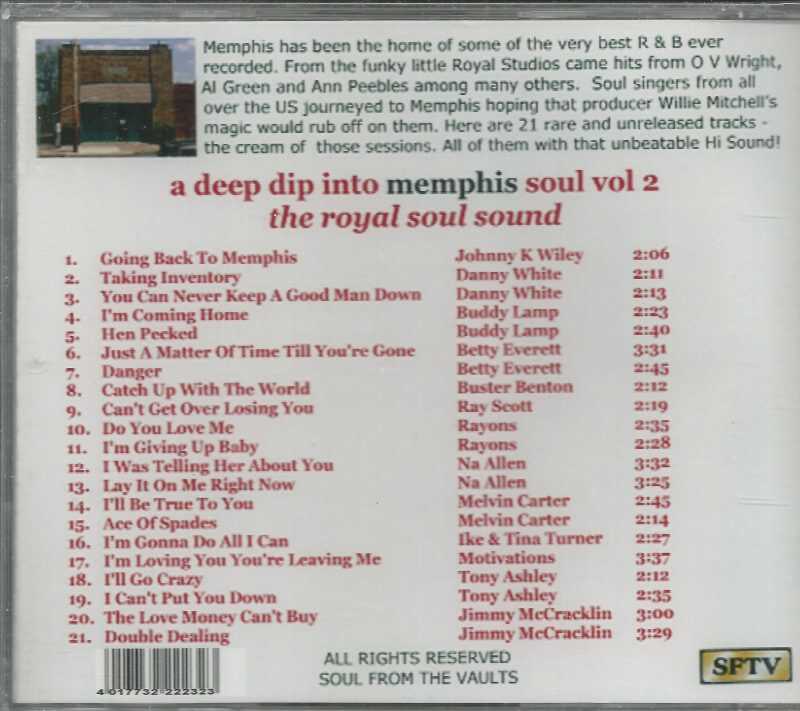 Memphis has been the home of some of the very best R & B ever
recorded. From the funky little Royal Studios came hits from O V Wright,
Al Green and Ann Peebles among many others. Soul singers from all
over the US journeyed to Memphis hoping that producer Willie Mitchell's
magic would rub off on them. Here are 21 rare and unreleased tracks -
the cream of those sessions. All of them with that unbeatable Hi Sound!
a deep dip into memphis soul vol 2
the royal soul sound
1. Going Back To Memphis Johnny K Wiley 2:06
2. Taking Inventory Danny White 2:11
3. You Can Never Keep A Good Man Down Danny White 2:13
4. I'm Coming Home Buddy Lamp 2:23
5. Hen Pecked Buddy Lamp 2:40
6. Just A Matter Of Time Till You're Gone Betty Everett 3:31
7. Danger Betty Everett 2:45
8. Catch Up With The World Buster Benton 2:12
9. Can't Get Over Losing You Ray Scott 2:19
10. Do You Love Me Rayons 2:35
11. I'm Giving Up Baby Rayons 2:28
12. I Was Telling Her About You Na Allen 3:32
13. Lay It On Me Right Now Na Allen 3:25
14. I'll Be True To You Melvin Carter 2:45
15. Ace Of Spades Melvin Carter 2:14
16. I'm Gonna Do All I Can Ike & Tina Turner 2:27
17. I'm Loving You You're Leaving Me Motivations 3:37
18. I'll Go Crazy Tony Ashley 2:12
19. I Can't Put You Down Tony Ashley 2:35
20. The Love Money Can't Buy Jimmy McCracklin 3:00
21. Double Dealing Jimmy McCracklin 3:29
4 017732 222323
ALL RIGHTS RESERVED
SOUL FROM THE VAULTS
SFTV